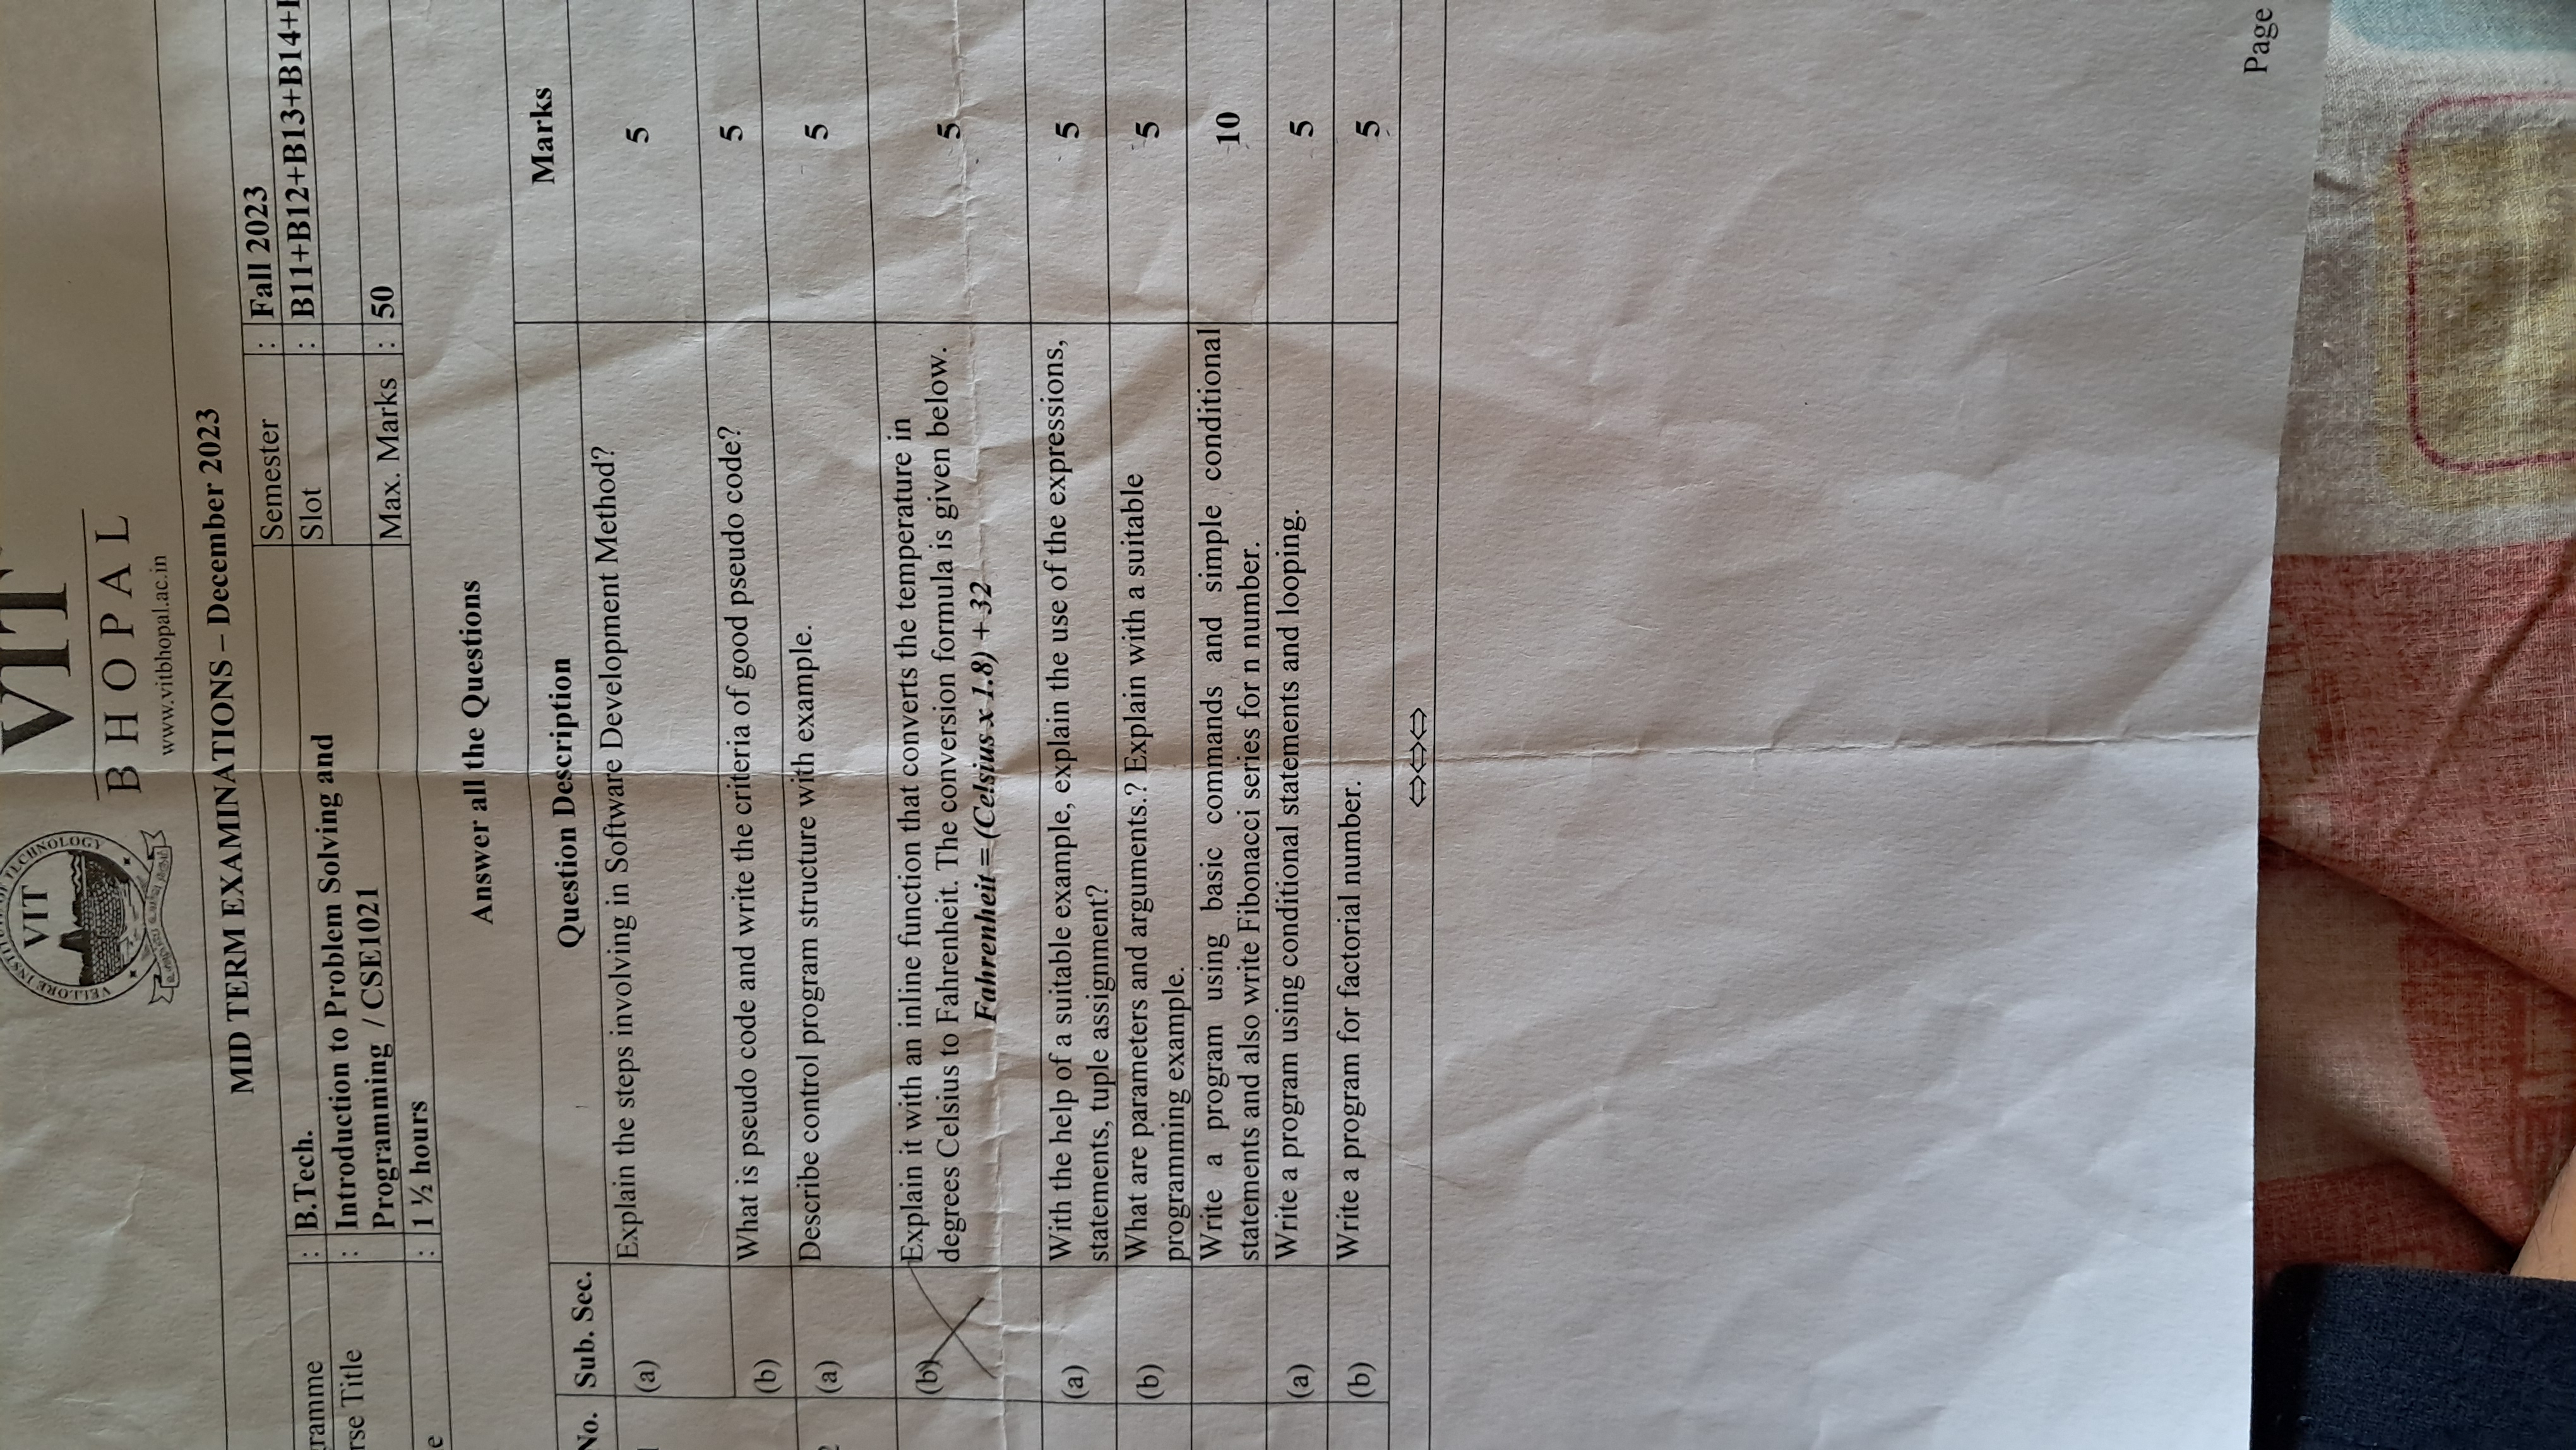 VELLORE INSTITUTE OF TECHNOLOGY
VIT
VIT
BHOPAL
www.vitbhopal.ac.in
MID TERM EXAMINATIONS – December 2023
ramme : B.Tech. Semester : Fall 2023
rse Title : Introduction to Problem Solving and Slot : B11+B12+B13+B14+
Programming / CSE1021
e : 1 ½ hours Max. Marks : 50
Answer all the Questions
No. Sub. Sec. Question Description Marks
(a) Explain the steps involving in Software Development Method? 5
(b) What is pseudo code and write the criteria of good pseudo code? 5
2 (a) Describe control program structure with example. 5
(b) Explain it with an inline function that converts the temperature in
degrees Celsius to Fahrenheit. The conversion formula is given below. 5
Fahrenheit = (Celsius x 1.8) + 32
(a) With the help of a suitable example, explain the use of the expressions, 5
statements, tuple assignment?
(b) What are parameters and arguments.? Explain with a suitable 5
programming example.
Write a program using basic commands and simple conditional 10
statements and also write Fibonacci series for n number.
(a) Write a program using conditional statements and looping. 5
(b) Write a program for factorial number. 5
⇔⇔⇔
Page